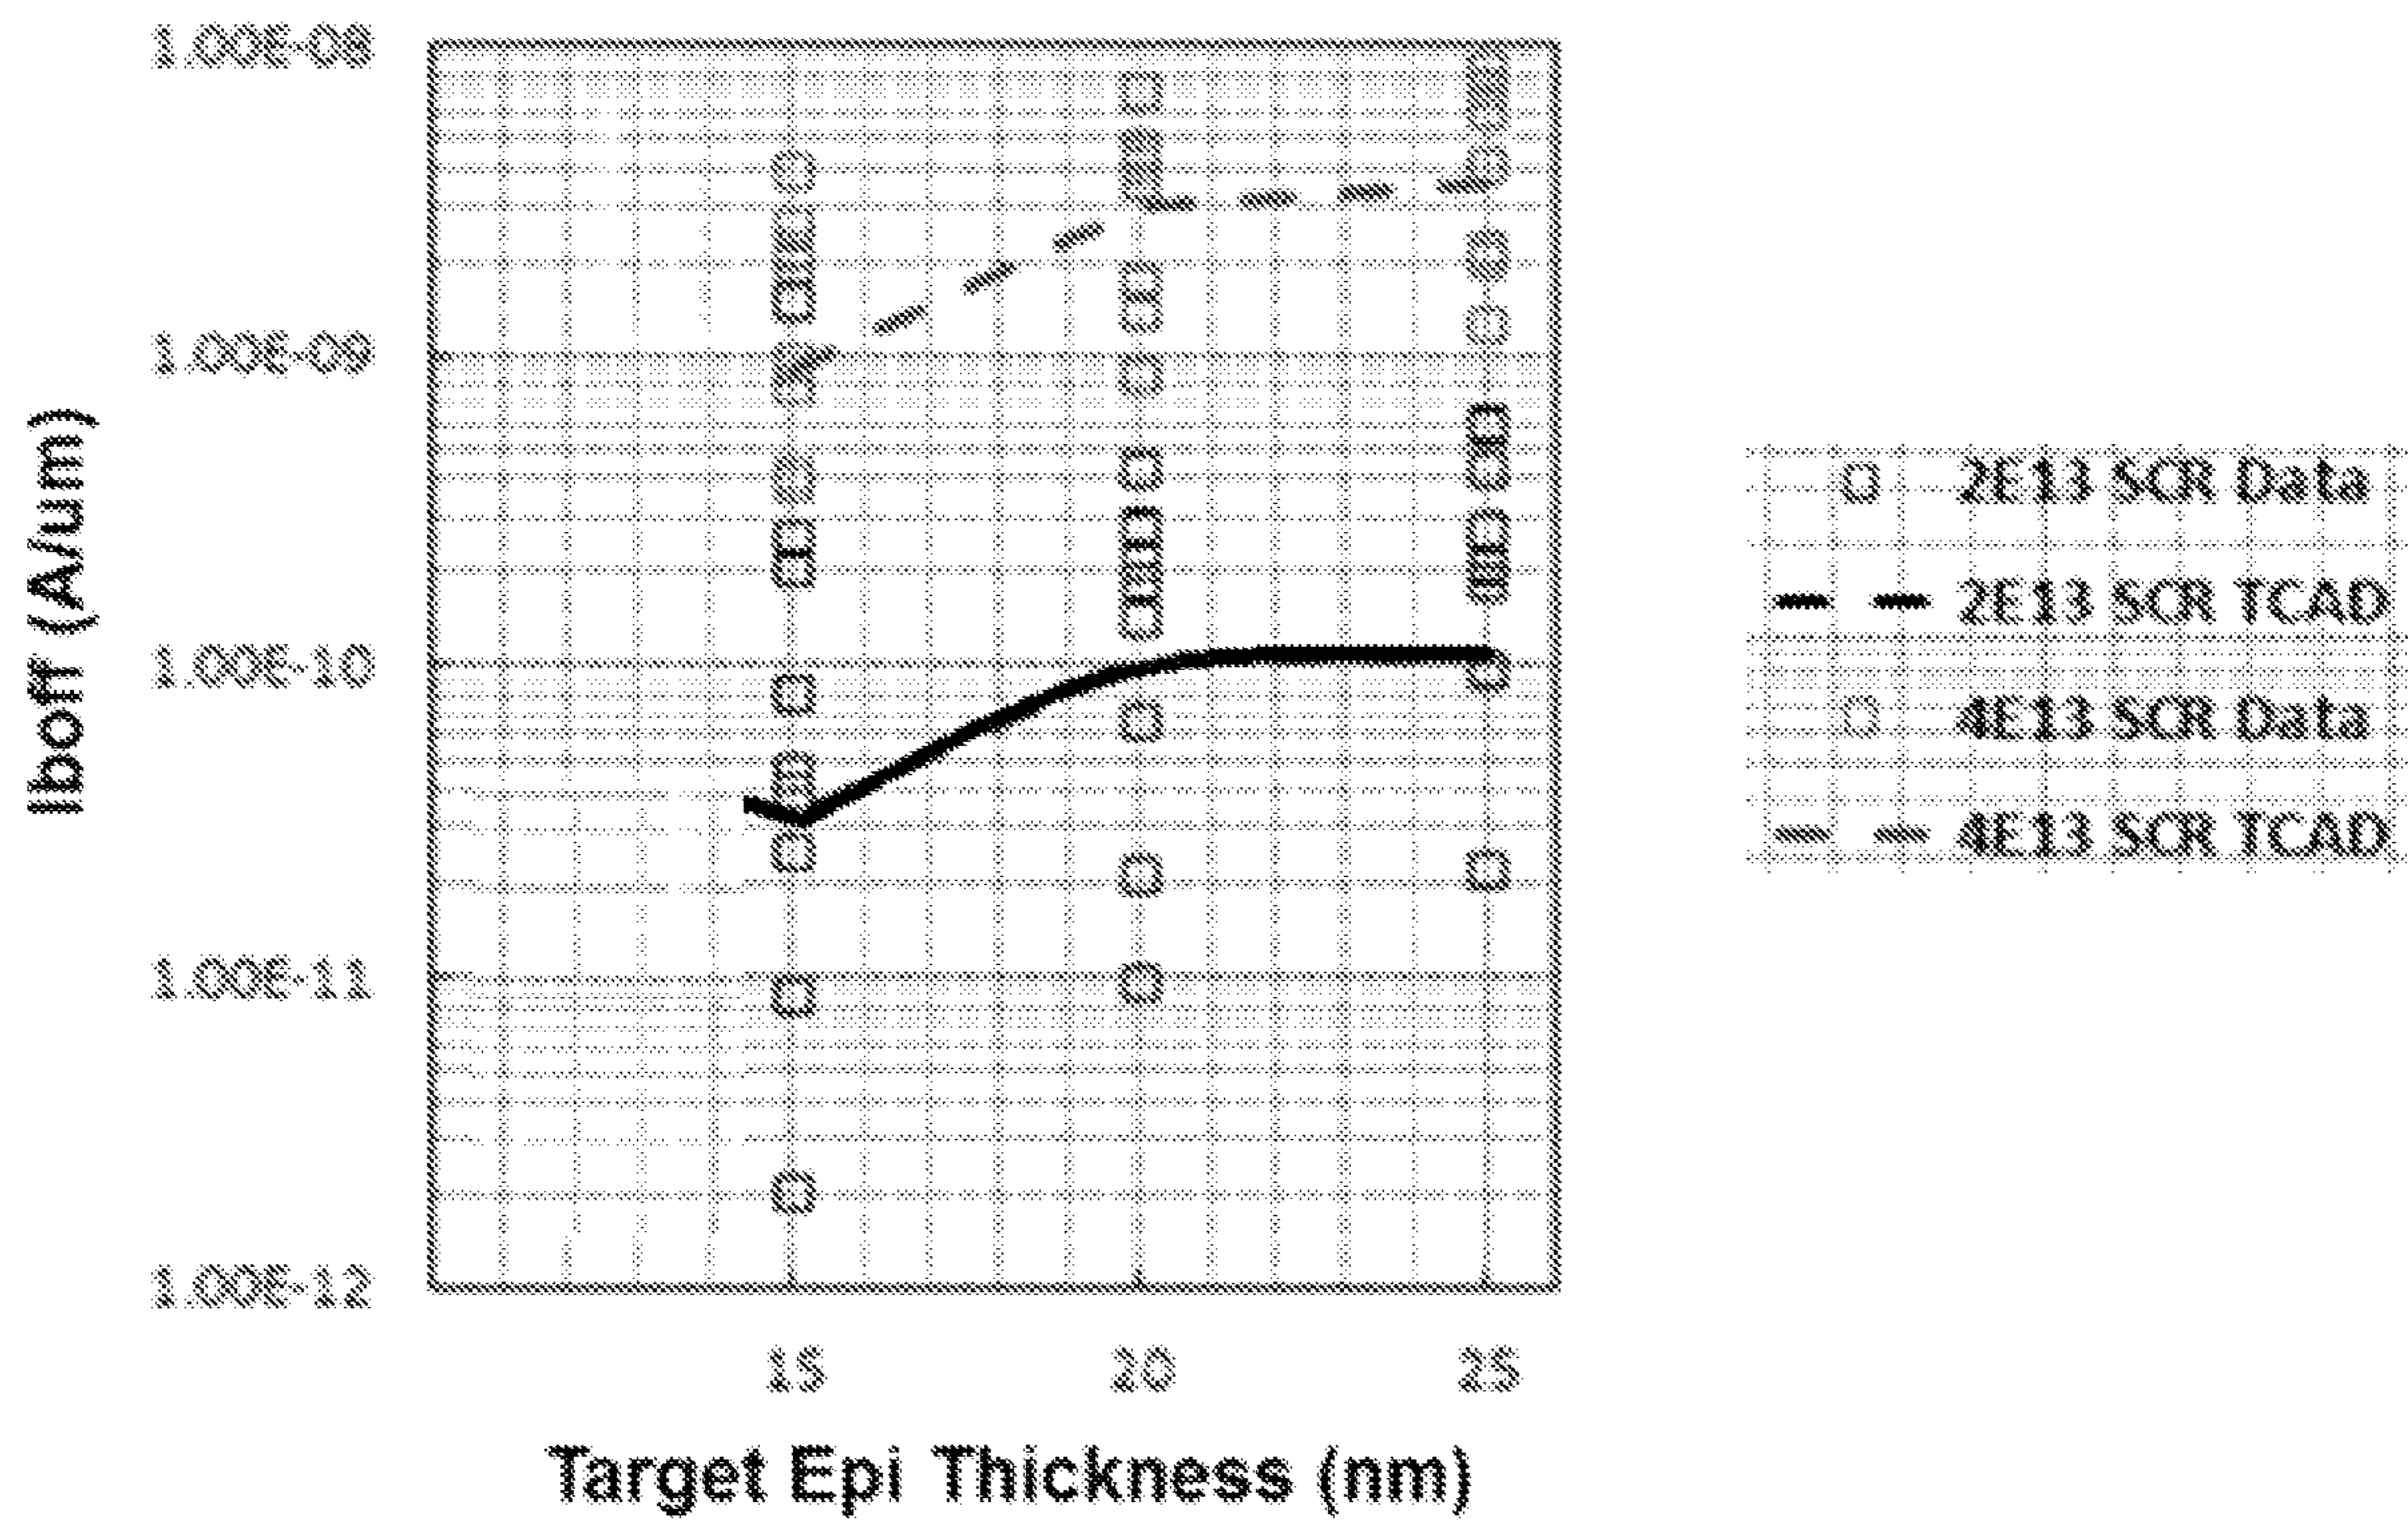 1.00E-08
1.00E-09
1.00E-10
1.00E-11
1.00E-12
Iboff (A/um)
15 20 25
Target Epi Thickness (nm)
2E13 SCR Data
2E13 SCR TCAD
4E13 SCR Data
4E13 SCR TCAD